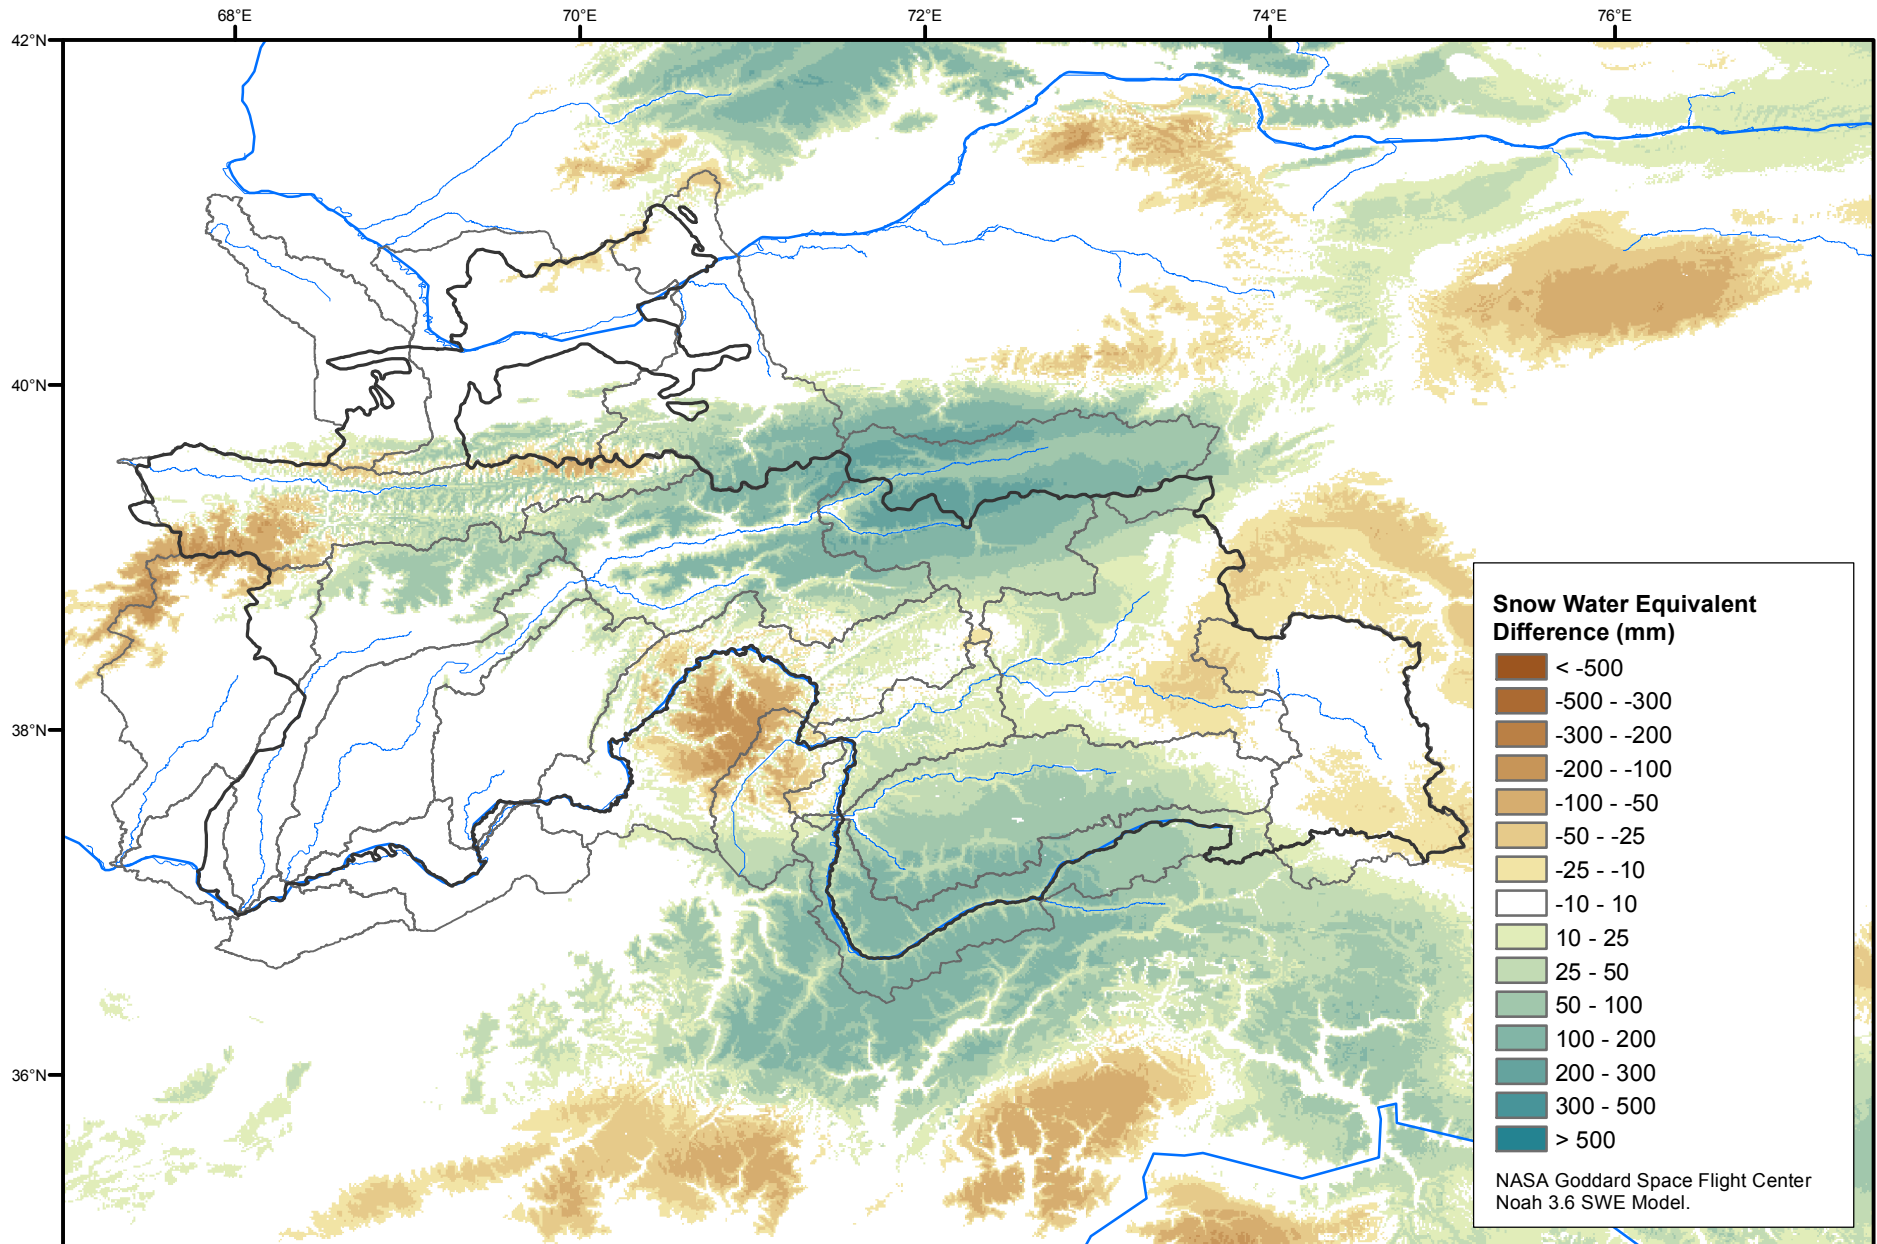 68°E 70°E 72°E 74°E 76°E
42°N
40°N
38°N
36°N
Snow Water Equivalent
Difference (mm)
< -500
-500 - -300
-300 - -200
-200 - -100
-100 - -50
-50 - -25
-25 - -10
-10 - 10
10 - 25
25 - 50
50 - 100
100 - 200
200 - 300
300 - 500
> 500
NASA Goddard Space Flight Center
Noah 3.6 SWE Model.